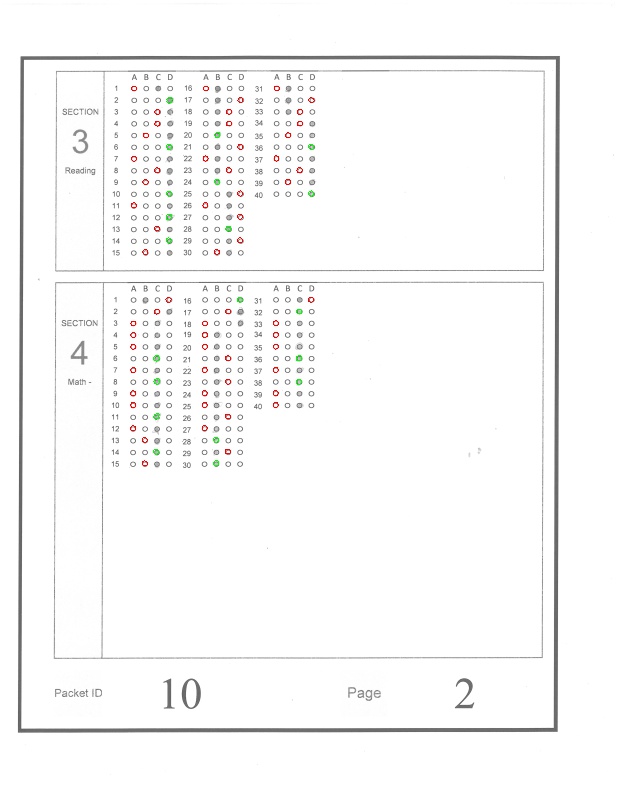 A B C D A B C D A B C D
1 16 31
2 17 32
3 18 33
4 19 34
5 20 35
6 21 36
7 22 37
8 23 38
9 24 39
10 25 40
11 26
12 27
13 28
14 29
15 30
SECTION
3
Reading
A B C D A B C D A B C D
1 16 31
2 17 32
3 18 33
4 19 34
5 20 35
6 21 36
7 22 37
8 23 38
9 24 39
10 25 40
11 26
12 27
13 28
14 29
15 30
SECTION
4
Math -
Packet ID 10 Page 2